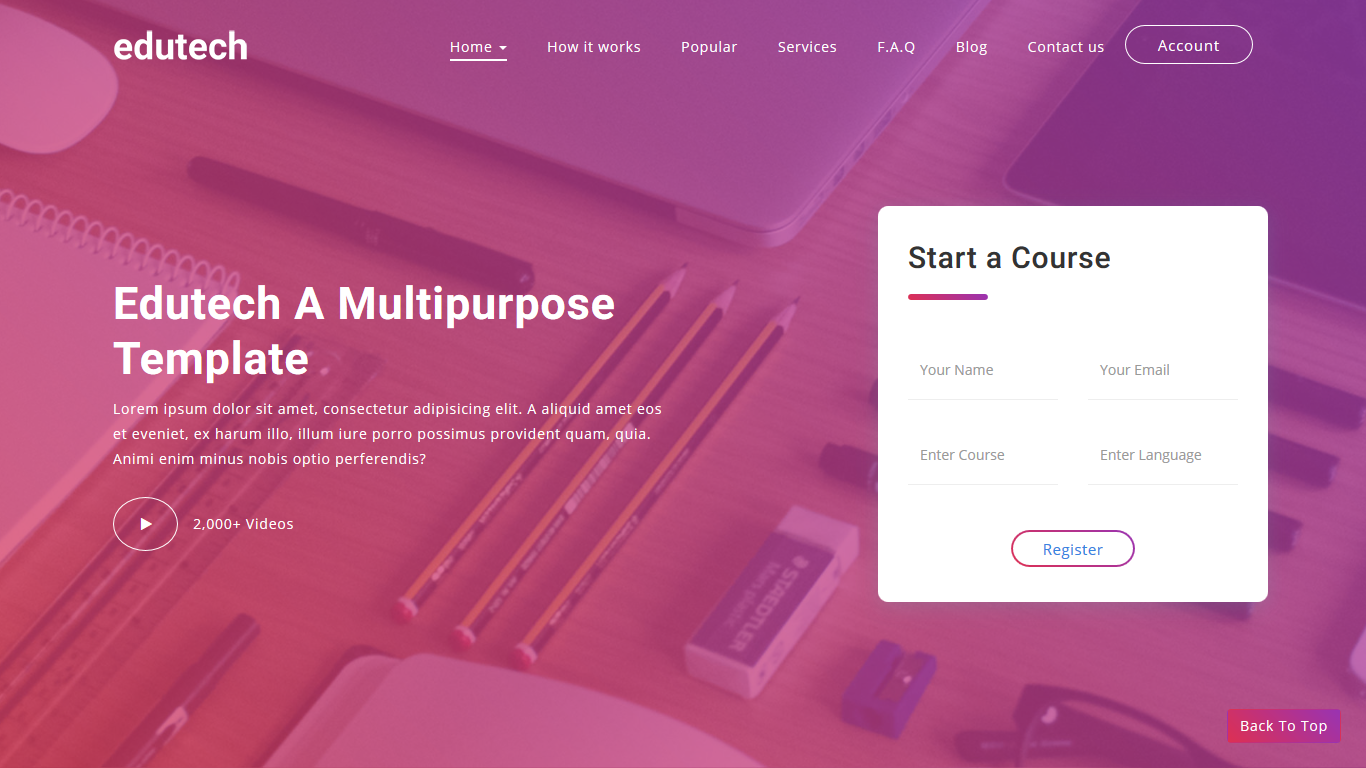 edutech
Home
How it works
Popular
Services
F.A.Q
Blog
Contact us
Account
Edutech A Multipurpose
Template
Lorem ipsum dolor sit amet, consectetur adipisicing elit. A aliquid amet eos
et eveniet, ex harum illo, illum iure porro possimus provident quam, quia.
Animi enim minus nobis optio perferendis?
2,000+ Videos
Start a Course
Your Name
Your Email
Enter Course
Enter Language
Register
STAEDTLER
Mars plastic
Back To Top